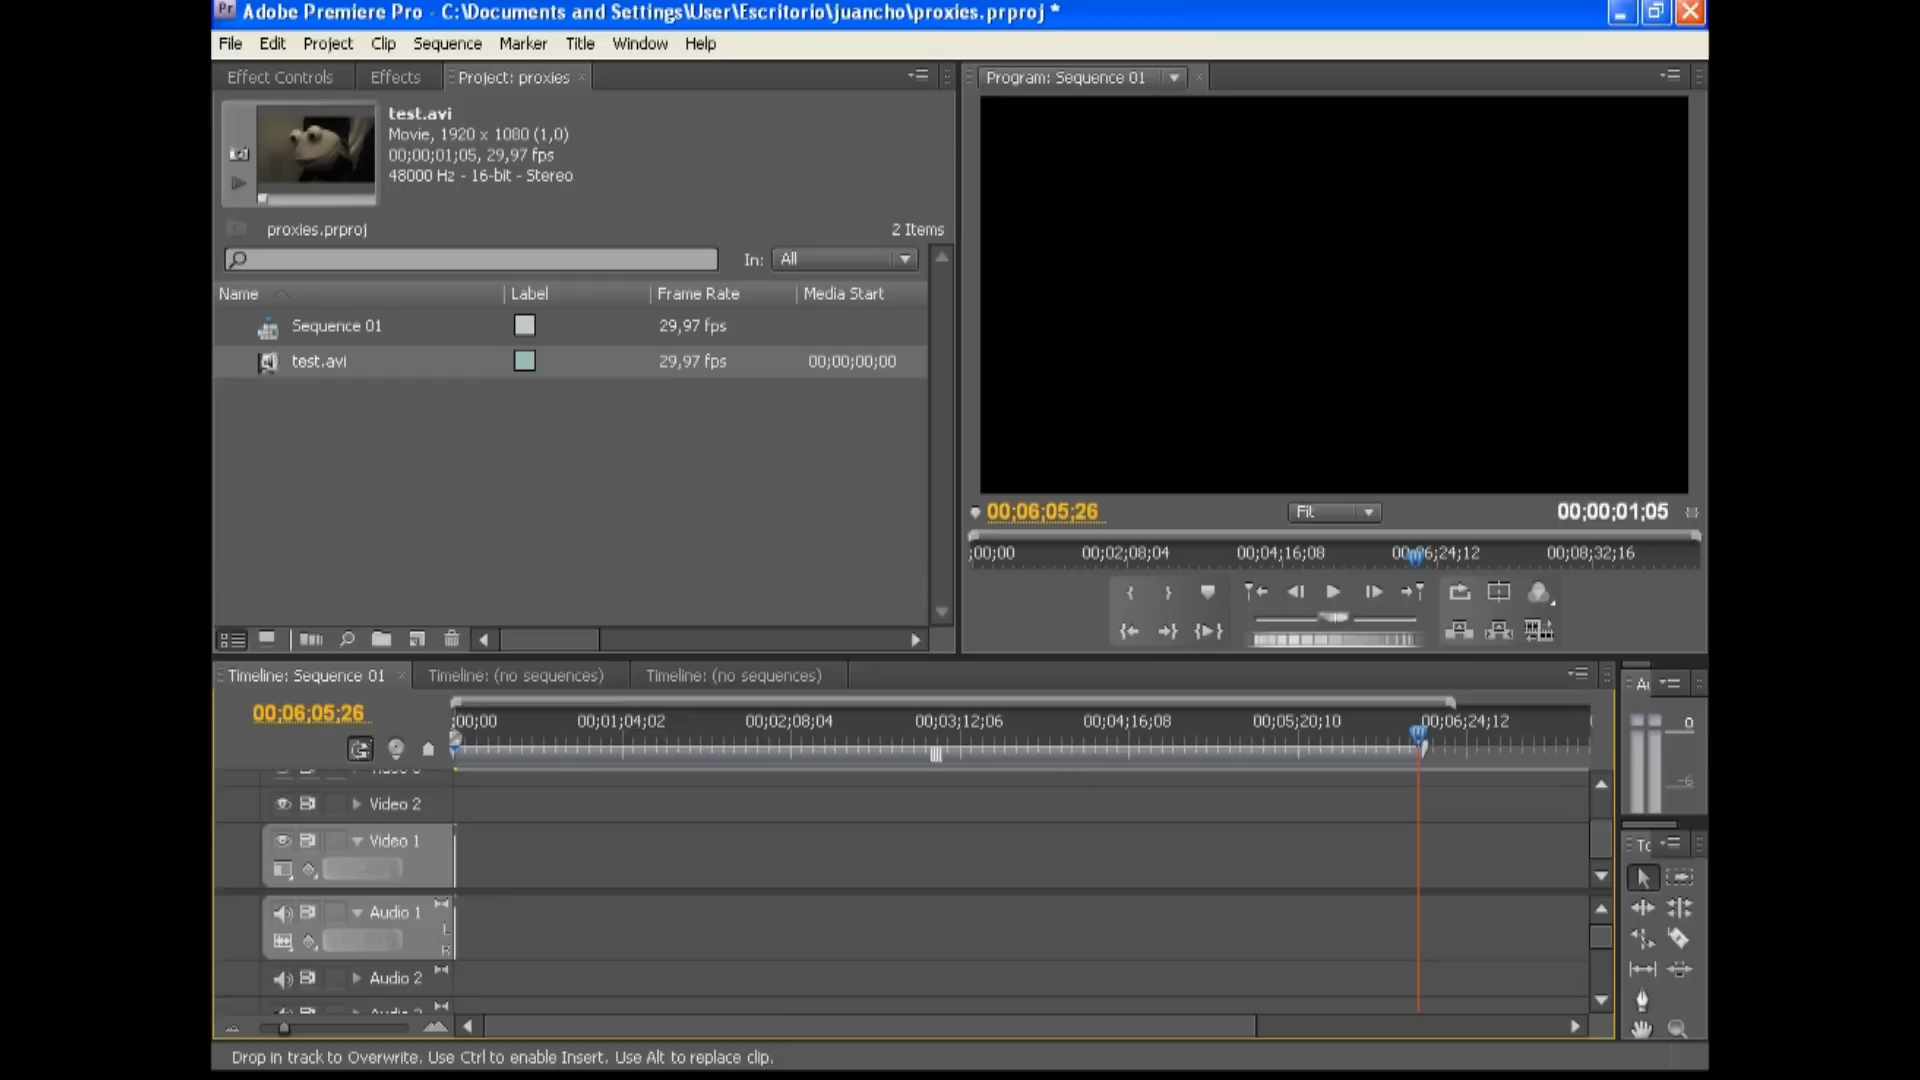 Adobe Premiere Pro - C:\Documents and Settings\User\Escritorio\juancho\proxies.prproj *
File Edit Project Clip Sequence Marker Title Window Help
Effect Controls Effects Project: proxies
test.avi
Movie, 1920 x 1080 (1,0)
00;00;01;05, 29,97 fps
48000 Hz - 16-bit - Stereo
proxies.prproj 2 Items
In: All
Name Label Frame Rate Media Start
Sequence 01 29,97 fps
test.avi 29,97 fps 00;00;00;00
Program: Sequence 01
00;06;05;26 Fit 00;00;01;05
;00;00 00;02;08;04 00;04;16;08 00;06;24;12 00;08;32;16
Timeline: Sequence 01 Timeline: (no sequences) Timeline: (no sequences)
00;06;05;26
;00;00 00;01;04;02 00;02;08;04 00;03;12;06 00;04;16;08 00;05;20;10 00;06;24;12
Video 2
Video 1
Audio 1
L
R
Audio 2
Au
0
-6
To
Drop in track to Overwrite. Use Ctrl to enable Insert. Use Alt to replace clip.